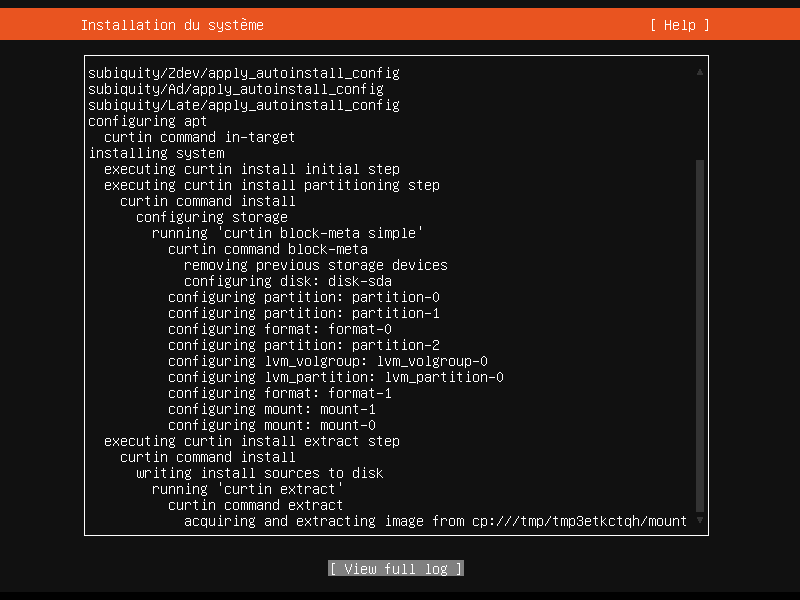 Installation du système [ Help ]
subiquity/Zdev/apply_autoinstall_config
subiquity/Ad/apply_autoinstall_config
subiquity/Late/apply_autoinstall_config
configuring apt
curtin command in-target
installing system
executing curtin install initial step
executing curtin install partitioning step
curtin command install
configuring storage
running 'curtin block-meta simple'
curtin command block-meta
removing previous storage devices
configuring disk: disk-sda
configuring partition: partition-0
configuring partition: partition-1
configuring format: format-0
configuring partition: partition-2
configuring lvm_volgroup: lvm_volgroup-0
configuring lvm_partition: lvm_partition-0
configuring format: format-1
configuring mount: mount-1
configuring mount: mount-0
executing curtin install extract step
curtin command install
writing install sources to disk
running 'curtin extract'
curtin command extract
acquiring and extracting image from cp:///tmp/tmp3etkctqh/mount
[ View full log ]